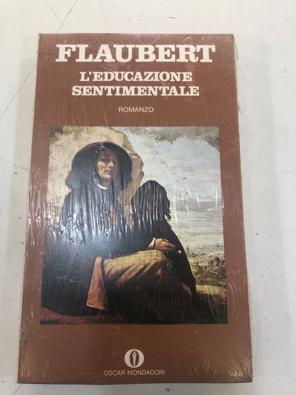 FLAUBERT
L'EDUCAZIONE
SENTIMENTALE
ROMANZO
OSCAR MONDADORI